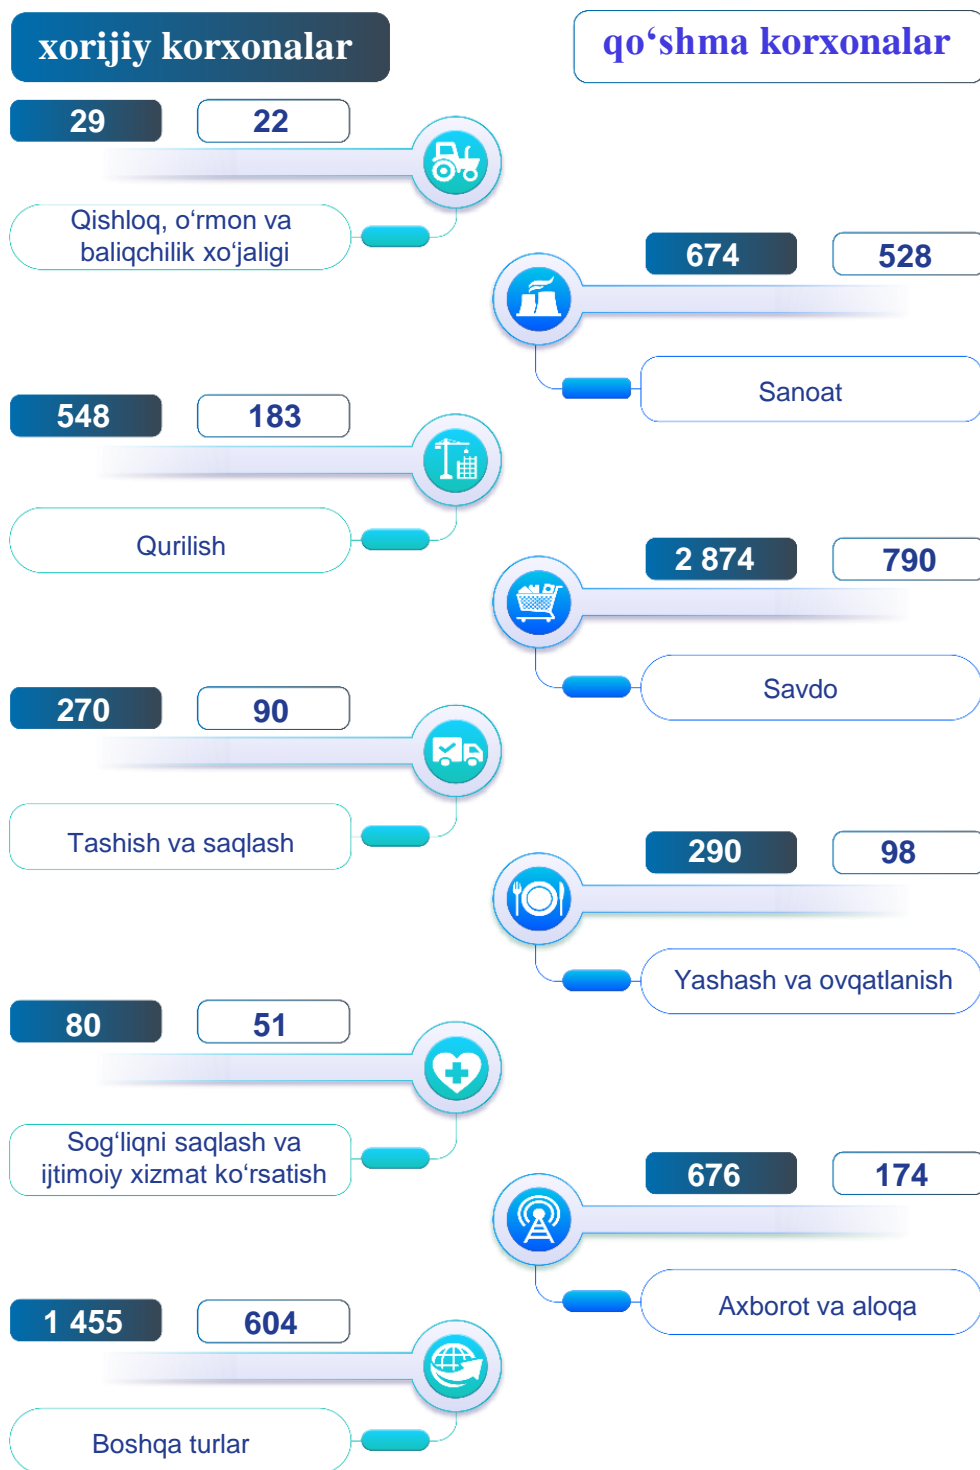 xorijiy korxonalar
qo‘shma korxonalar
29
22
Qishloq, o‘rmon va
baliqchilik xo‘jaligi
674
528
Sanoat
548
183
Qurilish
2 874
790
Savdo
270
90
Tashish va saqlash
290
98
Yashash va ovqatlanish
80
51
Sog‘liqni saqlash va
ijtimoiy xizmat ko‘rsatish
676
174
Axborot va aloqa
1 455
604
Boshqa turlar